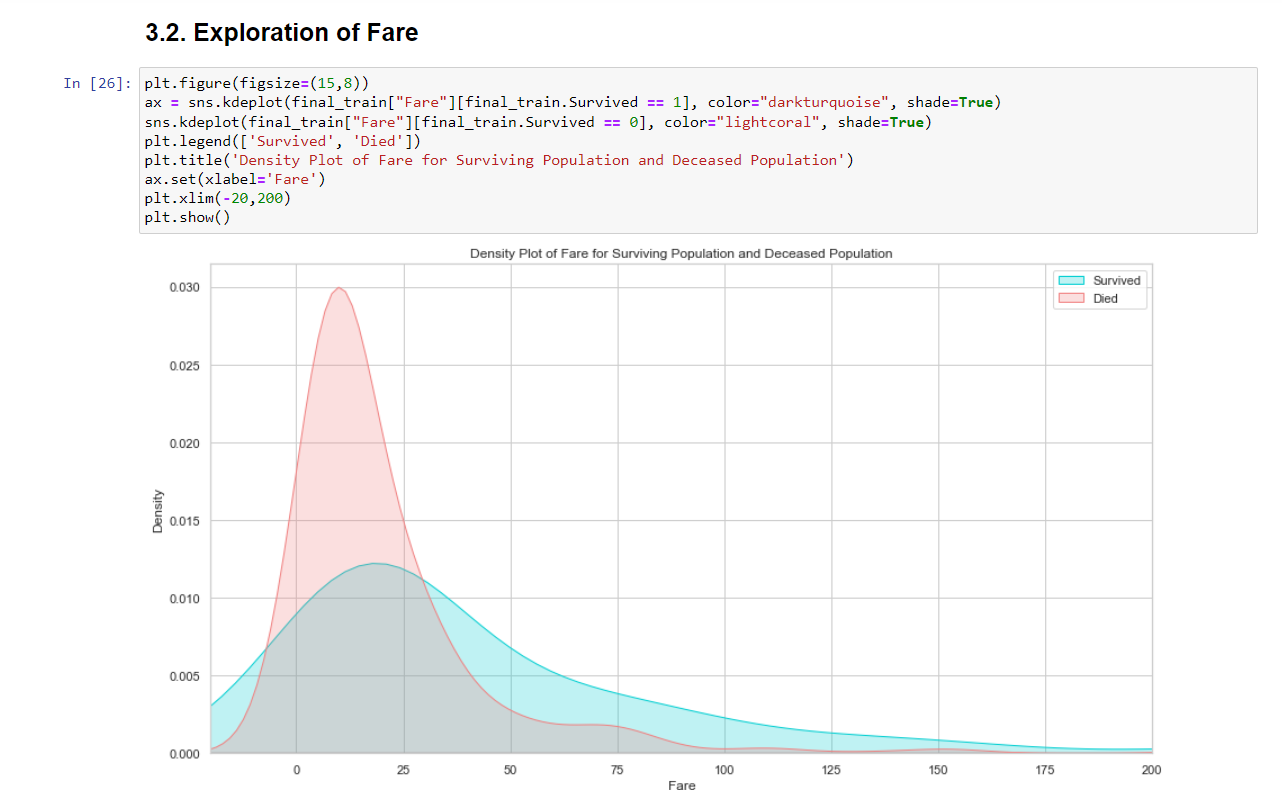 3.2. Exploration of Fare
In [26]:
plt.figure(figsize=(15,8))
ax = sns.kdeplot(final_train["Fare"][final_train.Survived == 1], color="darkturquoise", shade=True)
sns.kdeplot(final_train["Fare"][final_train.Survived == 0], color="lightcoral", shade=True)
plt.legend(['Survived', 'Died'])
plt.title('Density Plot of Fare for Surviving Population and Deceased Population')
ax.set(xlabel='Fare')
plt.xlim(-20,200)
plt.show()
Density Plot of Fare for Surviving Population and Deceased Population
Survived
Died
0.030
0.025
0.020
0.015
0.010
0.005
0.000
Density
0 25 50 75 100 125 150 175 200
Fare